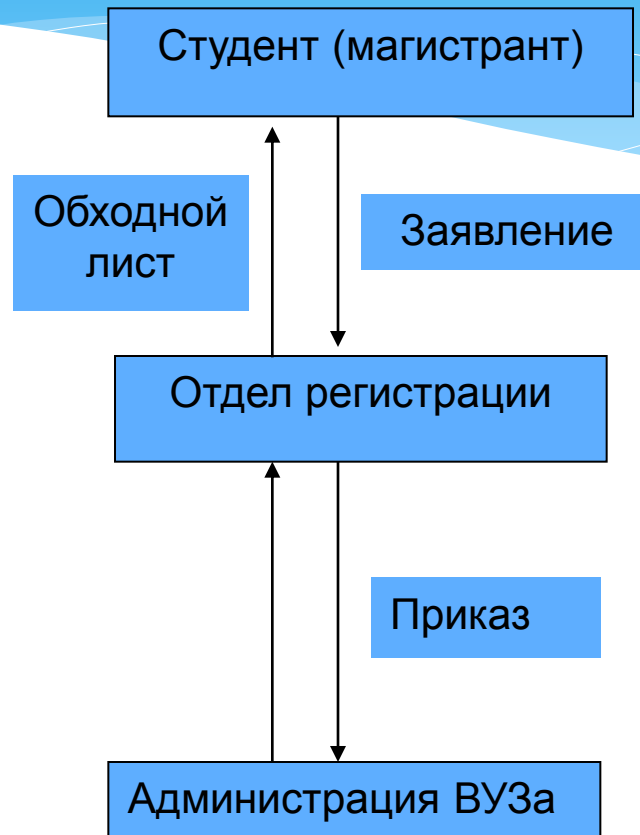 Студент (магистрант)
Обходной
лист
Заявление
Отдел регистрации
Приказ
Администрация ВУЗа